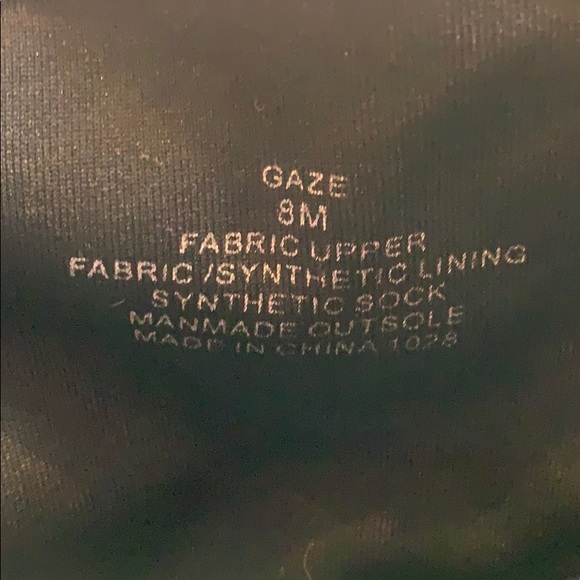 GAZE
8M
FABRIC UPPER
FABRIC /SYNTHETIC LINING
SYNTHETIC SOCK
MANMADE OUTSOLE
MADE IN CHINA 1028